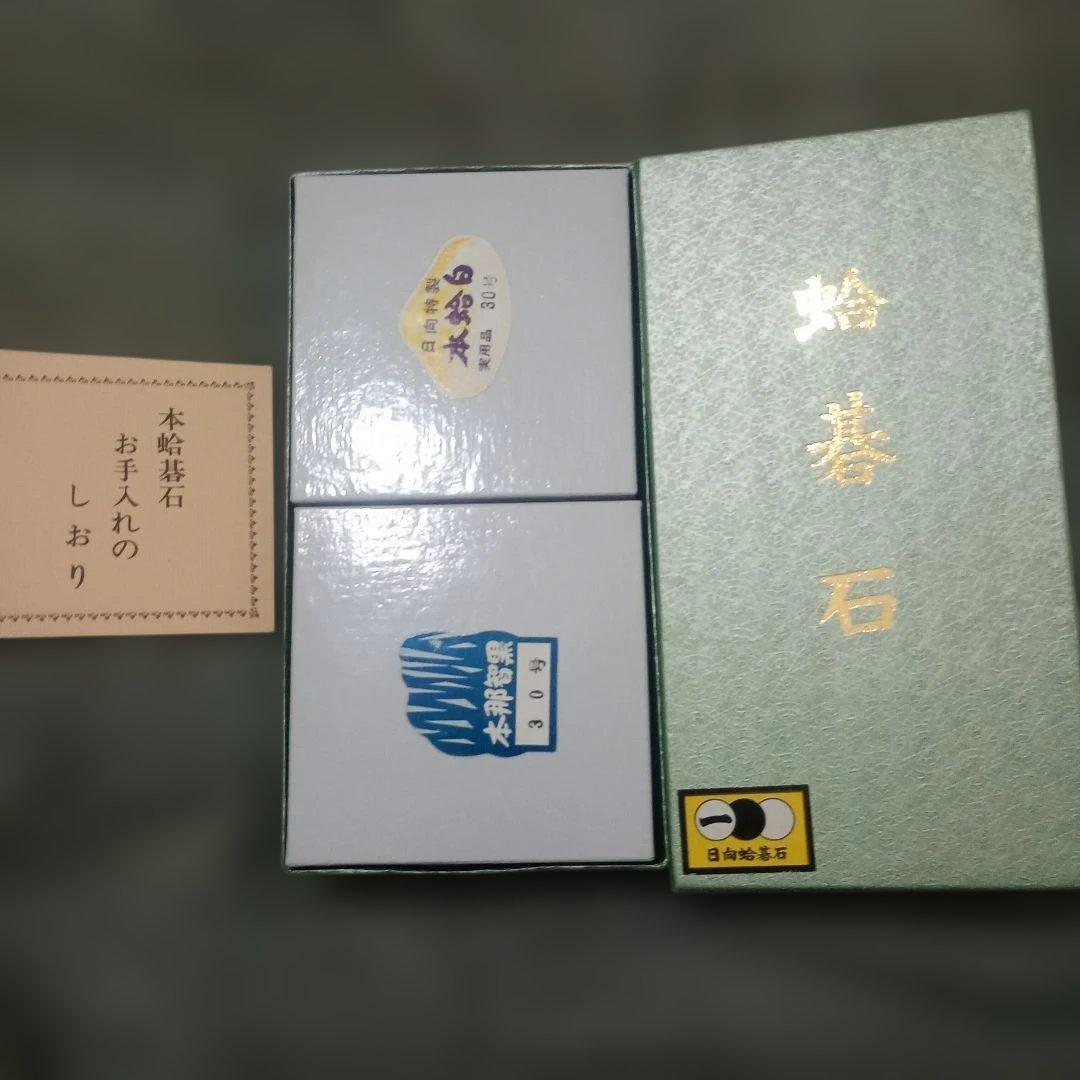 本蛤碁石
お手入れの
しおり
日向特製
本蛤白
実用品 30号
本那智黒
30号
蛤碁石
日向蛤碁石